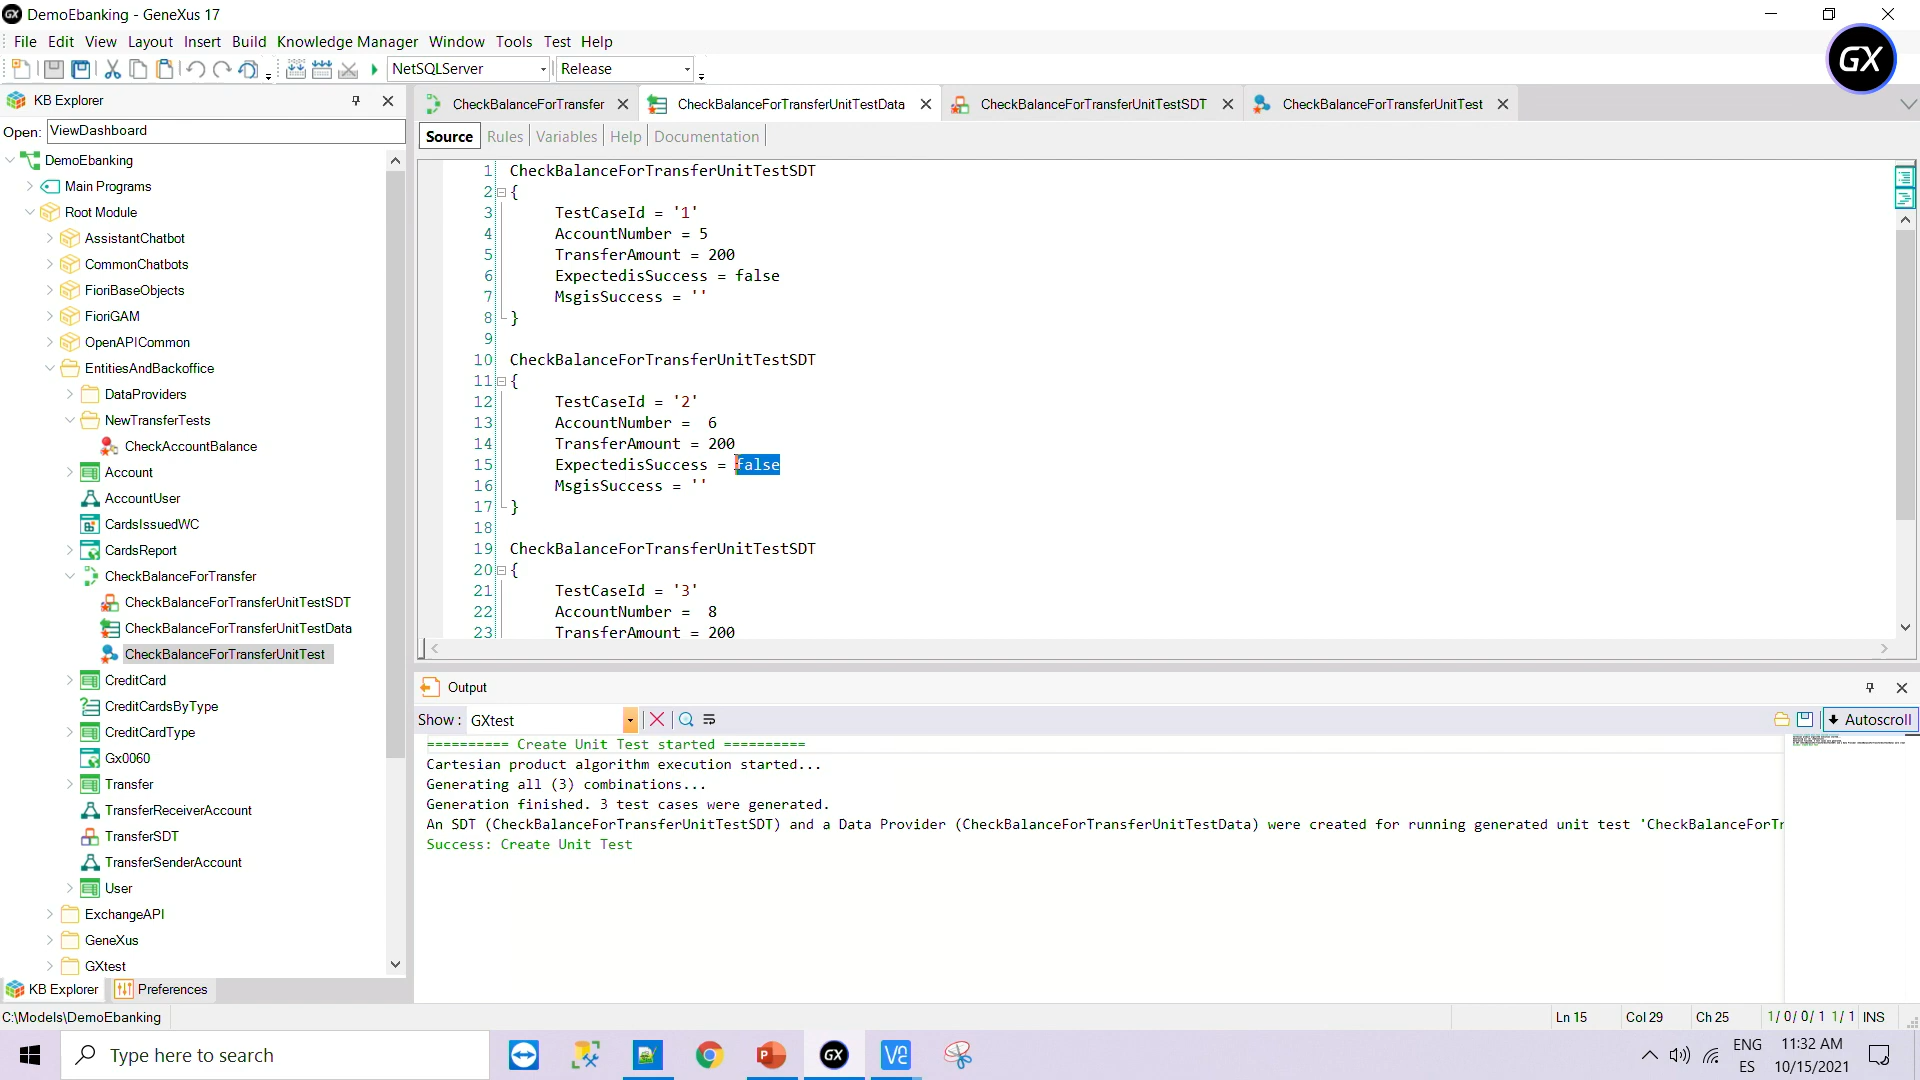 DemoEbanking - GeneXus 17
File Edit View Layout Insert Build Knowledge Manager Window Tools Test Help
NetSQLServer Release
GX
KB Explorer
Open: ViewDashboard
DemoEbanking
Main Programs
Root Module
AssistantChatbot
CommonChatbots
FioriBaseObjects
FioriGAM
OpenAPICommon
EntitiesAndBackoffice
DataProviders
NewTransferTests
CheckAccountBalance
Account
AccountUser
CardsIssuedWC
CardsReport
CheckBalanceForTransfer
CheckBalanceForTransferUnitTestSDT
CheckBalanceForTransferUnitTestData
CheckBalanceForTransferUnitTest
CreditCard
CreditCardsByType
CreditCardType
Gx0060
Transfer
TransferReceiverAccount
TransferSDT
TransferSenderAccount
User
ExchangeAPI
GeneXus
GXtest
KB Explorer Preferences
CheckBalanceForTransfer CheckBalanceForTransferUnitTestData CheckBalanceForTransferUnitTestSDT CheckBalanceForTransferUnitTest
Source Rules Variables Help Documentation
1 CheckBalanceForTransferUnitTestSDT
2 {
3 TestCaseId = '1'
4 AccountNumber = 5
5 TransferAmount = 200
6 ExpectedisSuccess = false
7 MsgisSuccess = ''
8 }
9
10 CheckBalanceForTransferUnitTestSDT
11 {
12 TestCaseId = '2'
13 AccountNumber = 6
14 TransferAmount = 200
15 ExpectedisSuccess = false
16 MsgisSuccess = ''
17 }
18
19 CheckBalanceForTransferUnitTestSDT
20 {
21 TestCaseId = '3'
22 AccountNumber = 8
23 TransferAmount = 200
Output
Show: GXtest Autoscroll
========== Create Unit Test started ==========
Cartesian product algorithm execution started...
Generating all (3) combinations...
Generation finished. 3 test cases were generated.
An SDT (CheckBalanceForTransferUnitTestSDT) and a Data Provider (CheckBalanceForTransferUnitTestData) were created for running generated unit test 'CheckBalanceForTr
Success: Create Unit Test
C:\Models\DemoEbanking Ln 15 Col 29 Ch 25 1/ 0/ 0/ 1 1/ 1 INS
Type here to search
GX
ENG
ES
11:32 AM
10/15/2021